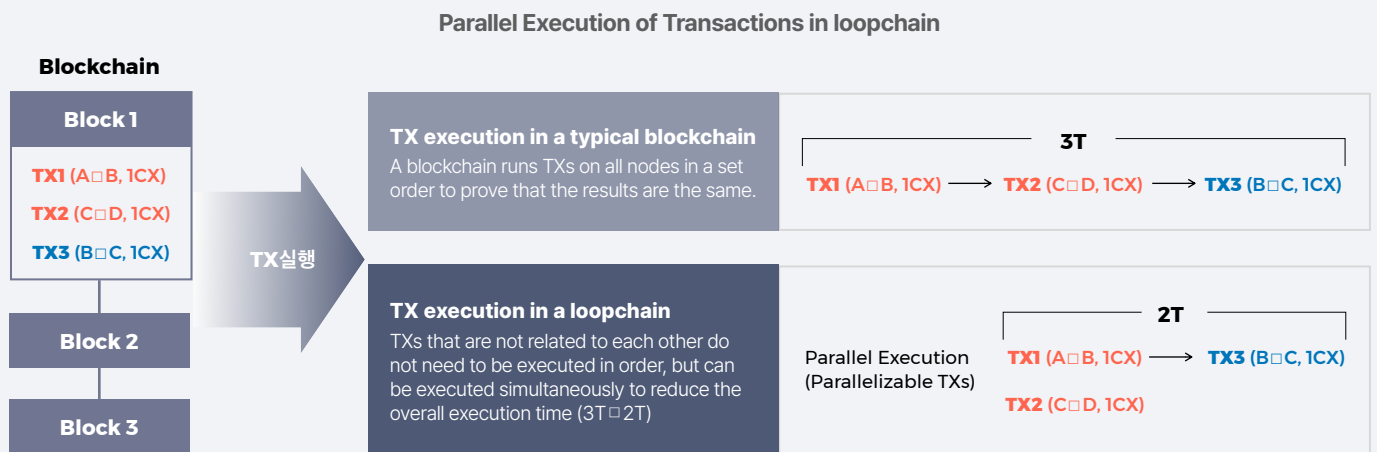 Parallel Execution of Transactions in loopchain
Blockchain
Block 1
TX1 (A□B, 1CX)
TX2 (C□D, 1CX)
TX3 (B□C, 1CX)
Block 2
Block 3
TX실행
TX execution in a typical blockchain
A blockchain runs TXs on all nodes in a set
order to prove that the results are the same.
3T
TX1 (A□B, 1CX) → TX2 (C□D, 1CX) → TX3 (B□C, 1CX)
TX execution in a loopchain
TXs that are not related to each other do
not need to be executed in order, but can
be executed simultaneously to reduce the
overall execution time (3T□2T)
Parallel Execution
(Parallelizable TXs)
2T
TX1 (A□B, 1CX) → TX3 (B□C, 1CX)
TX2 (C□D, 1CX)